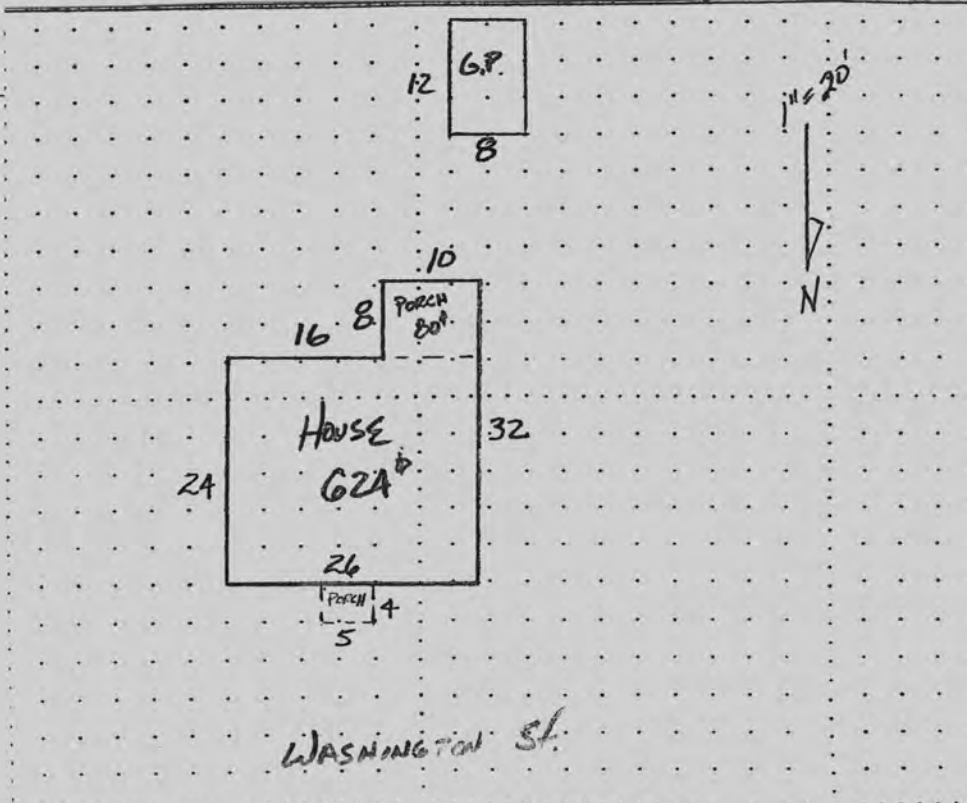 G.P.
12
8
1"=20'
N
10
8
PORCH
80⌀
16
HOUSE
624⌀
32
24
26
PORCH
4
5
WASHINGTON St.